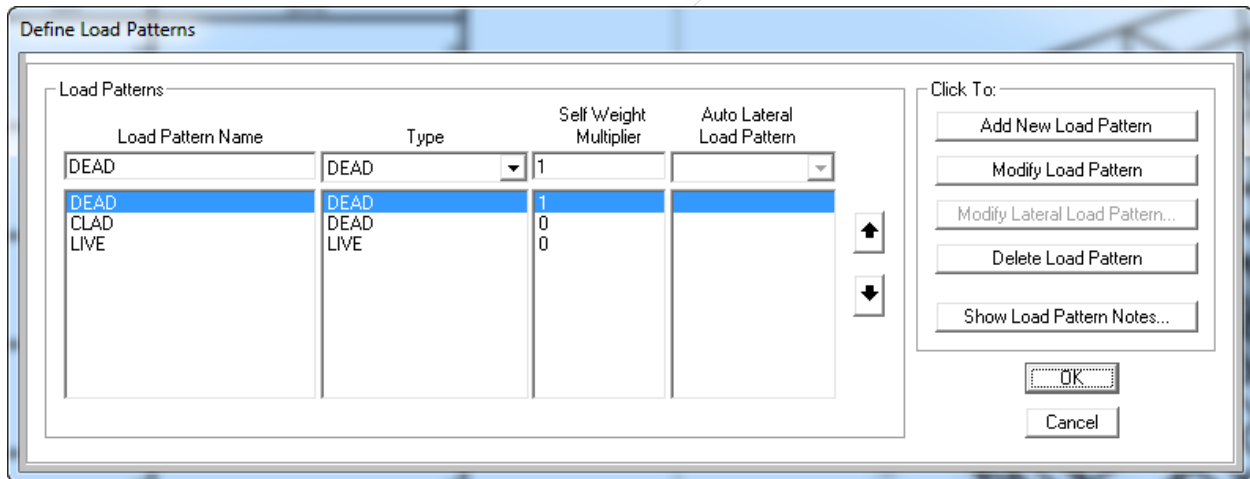 Define Load Patterns
Load Patterns
Load Pattern Name Type Self Weight Multiplier Auto Lateral Load Pattern
DEAD DEAD 1
DEAD DEAD 1
CLAD DEAD 0
LIVE LIVE 0
Click To:
Add New Load Pattern
Modify Load Pattern
Modify Lateral Load Pattern...
Delete Load Pattern
Show Load Pattern Notes...
OK
Cancel